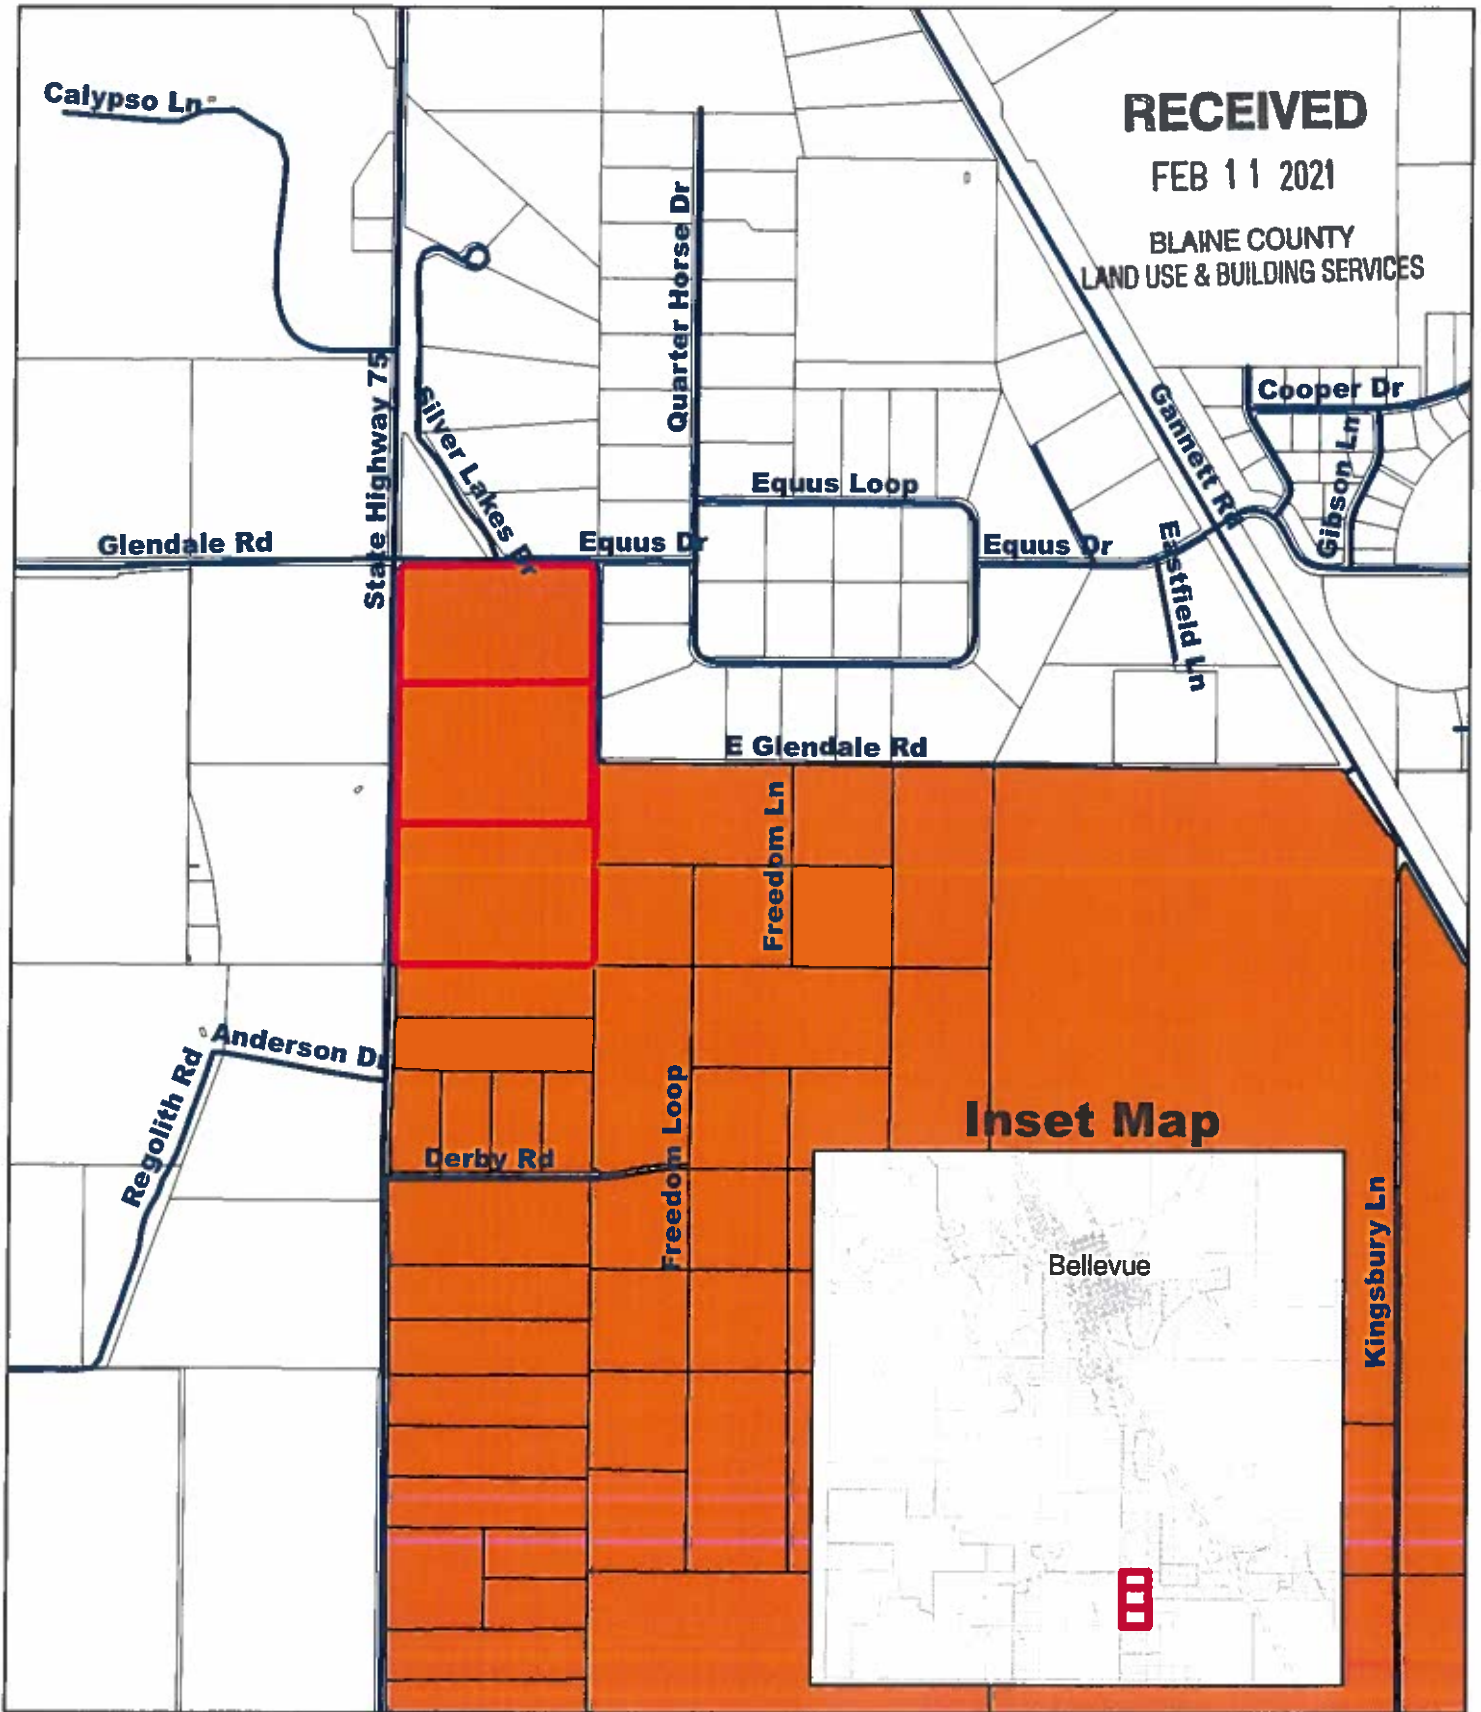 Calypso Ln
RECEIVED
FEB 11 2021
BLAINE COUNTY
LAND USE & BUILDING SERVICES
Quarter Horse Dr
State Highway 75
Silver Lakes Dr
Gannett Rd
Cooper Dr
Gibson Ln
Equus Loop
Glendale Rd
Equus Dr
Equus Dr
Eastfield Ln
E Glendale Rd
Freedom Ln
Anderson Dr
Regolith Rd
Freedom Loop
Derby Rd
Inset Map
Bellevue
Kingsbury Ln